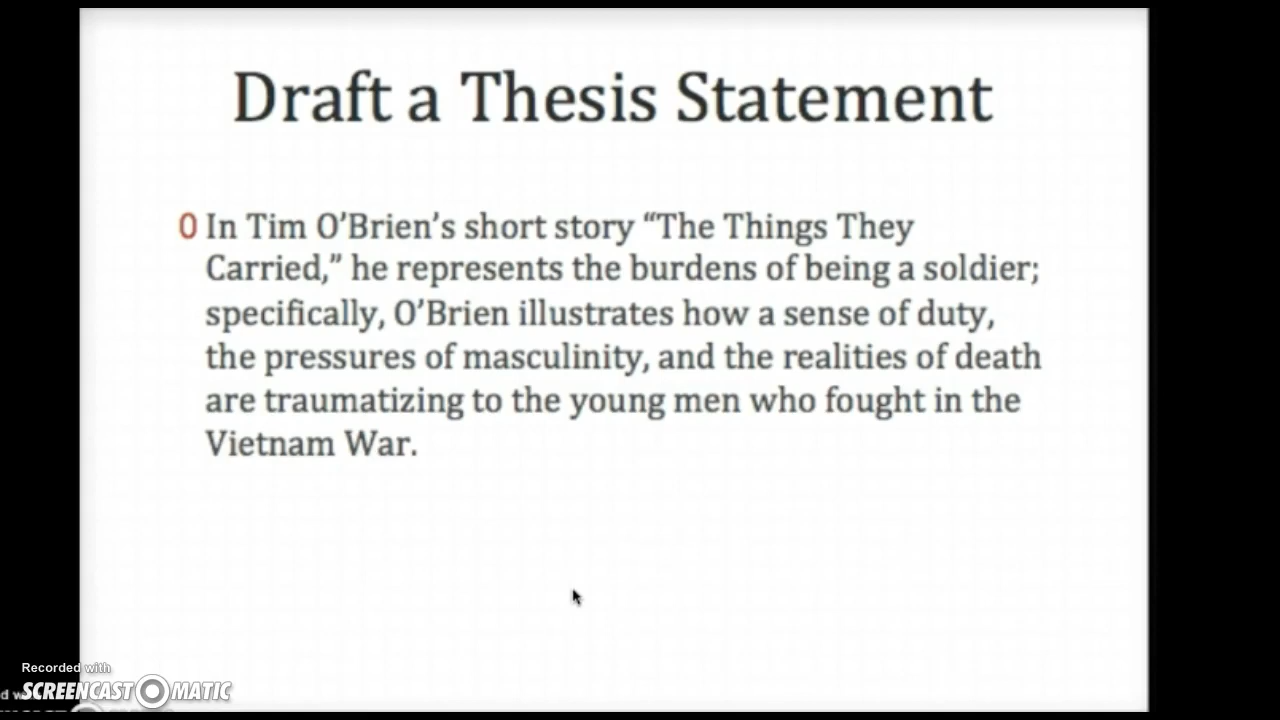 Draft a Thesis Statement
0 In Tim O’Brien’s short story “The Things They
Carried,” he represents the burdens of being a soldier;
specifically, O’Brien illustrates how a sense of duty,
the pressures of masculinity, and the realities of death
are traumatizing to the young men who fought in the
Vietnam War.
Recorded with
SCREENCAST MATIC